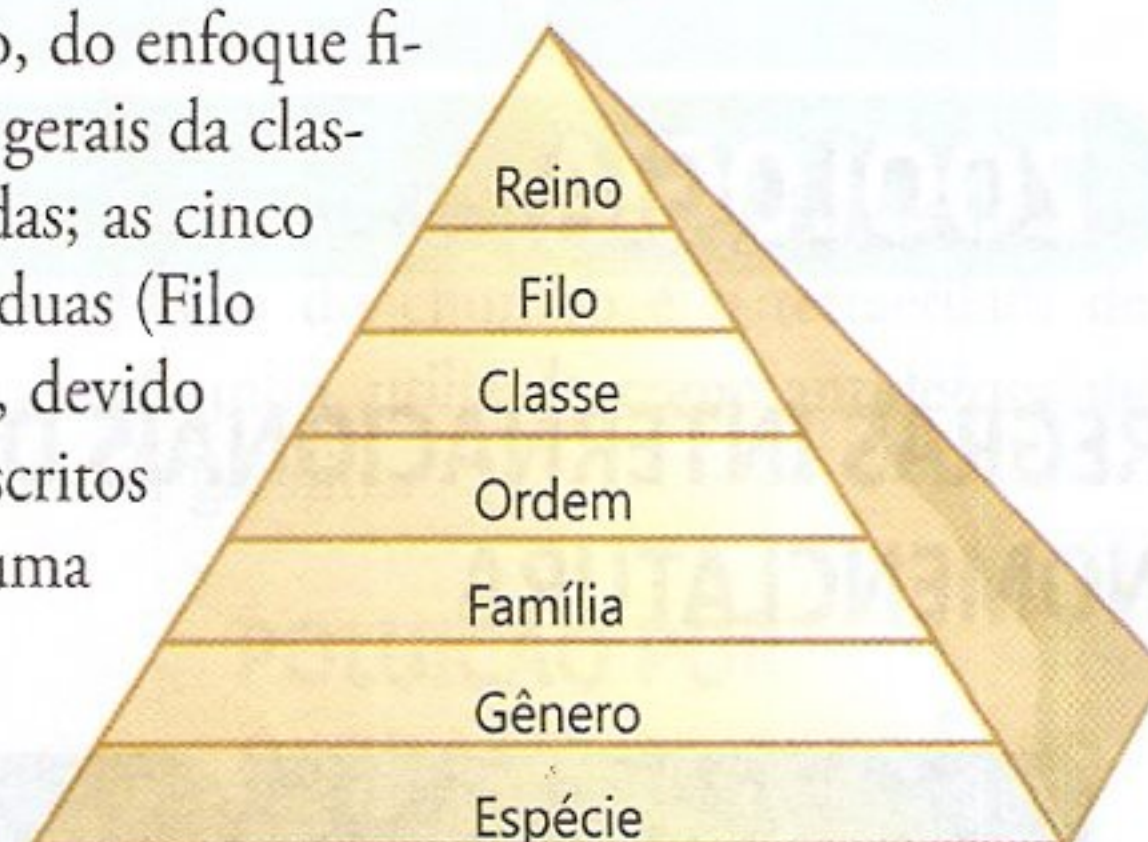 o, do enfoque fi-
gerais da clas-
das; as cinco
duas (Filo
, devido
scritos
uma
Reino
Filo
Classe
Ordem
Família
Gênero
Espécie